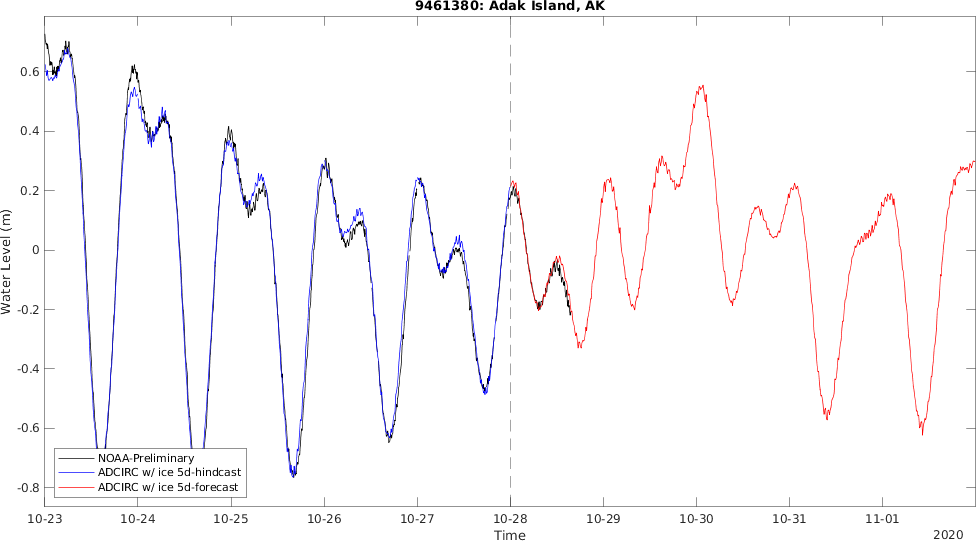 9461380: Adak Island, AK
Water Level (m)
0.6
0.4
0.2
0
-0.2
-0.4
-0.6
-0.8
NOAA-Preliminary
ADCIRC w/ ice 5d-hindcast
ADCIRC w/ ice 5d-forecast
10-23 10-24 10-25 10-26 10-27 10-28 10-29 10-30 10-31 11-01
Time
2020